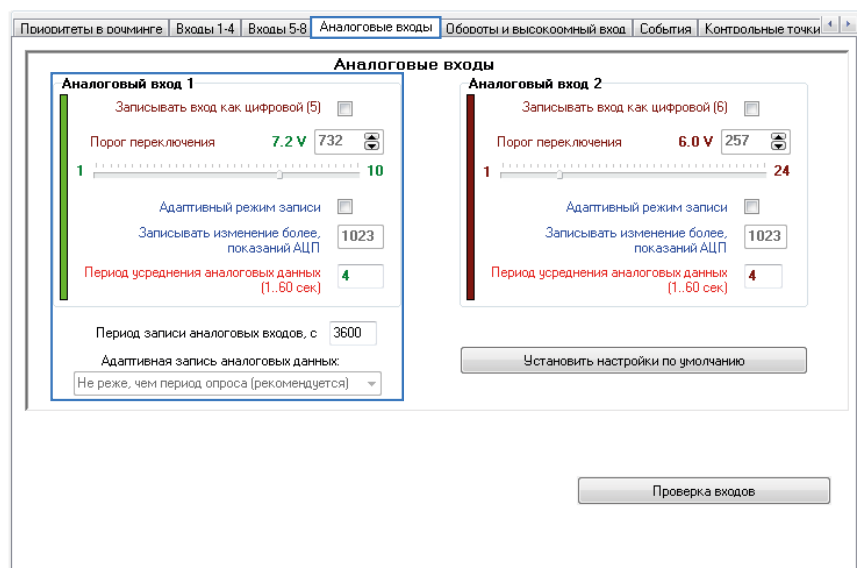 Приоритеты в роуминге Входы 1-4 Входы 5-8 Аналоговые входы Обороты и высокоомный вход События Контрольные точки
Аналоговые входы
Аналоговый вход 1
Записывать вход как цифровой (5)
Порог переключения 7.2 V 732
1 10
Адаптивный режим записи
Записывать изменение более, показаний АЦП 1023
Период усреднения аналоговых данных (1..60 сек) 4
Период записи аналоговых входов, с 3600
Адаптивная запись аналоговых данных:
Не реже, чем период опроса (рекомендуется)
Аналоговый вход 2
Записывать вход как цифровой (6)
Порог переключения 6.0 V 257
1 24
Адаптивный режим записи
Записывать изменение более, показаний АЦП 1023
Период усреднения аналоговых данных (1..60 сек) 4
Установить настройки по умолчанию
Проверка входов